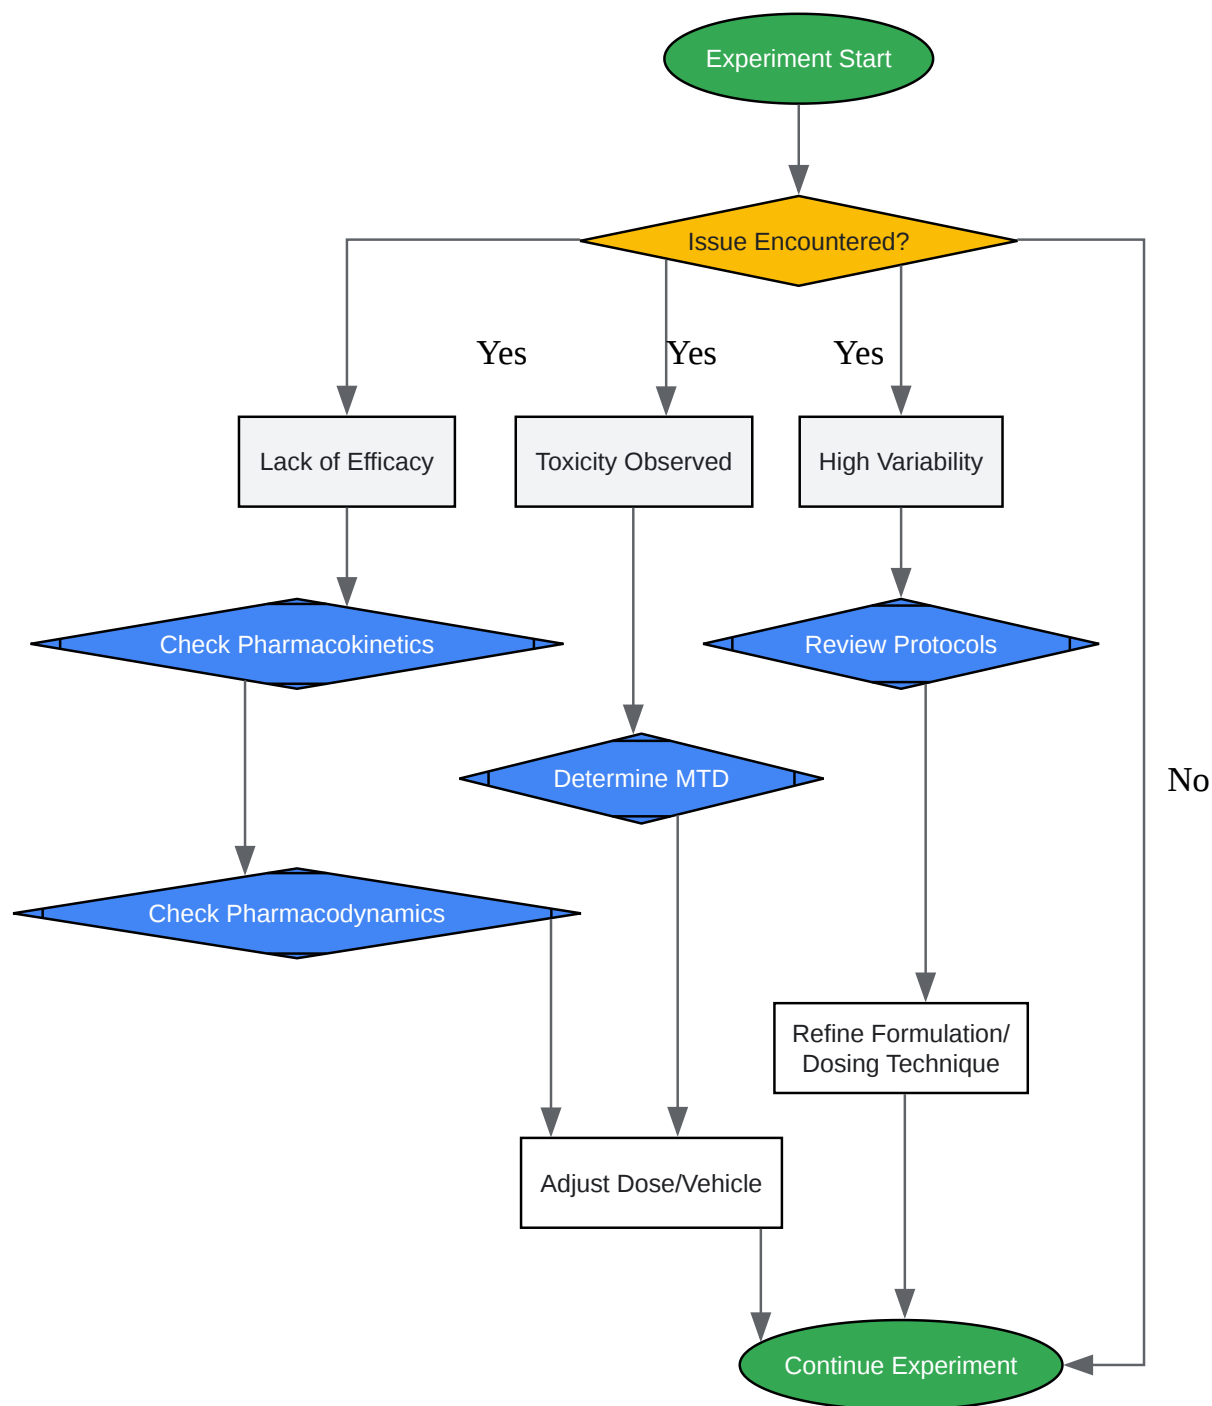 Experiment Start
Issue Encountered?
Yes
Yes
Yes
Lack of Efficacy
Toxicity Observed
High Variability
Check Pharmacokinetics
Review Protocols
Determine MTD
No
Check Pharmacodynamics
Refine Formulation/
Dosing Technique
Adjust Dose/Vehicle
Continue Experiment